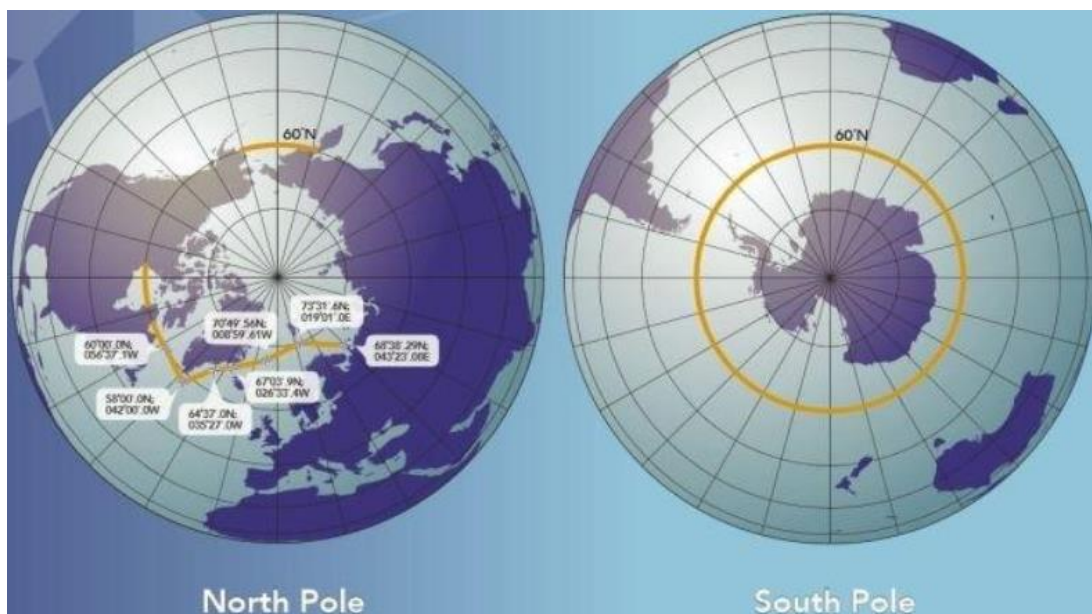 60°N
60°N
73°31'.6N;
019°01'.0E
70°49'.56N;
008°59'.61W
60°00'.0N;
056°37'.1W
68°38'.29N;
043°23'.08E
67°03'.9N;
026°33'.4W
58°00'.0N;
042°00'.0W
64°37'.0N;
035°27'.0W
North Pole
South Pole